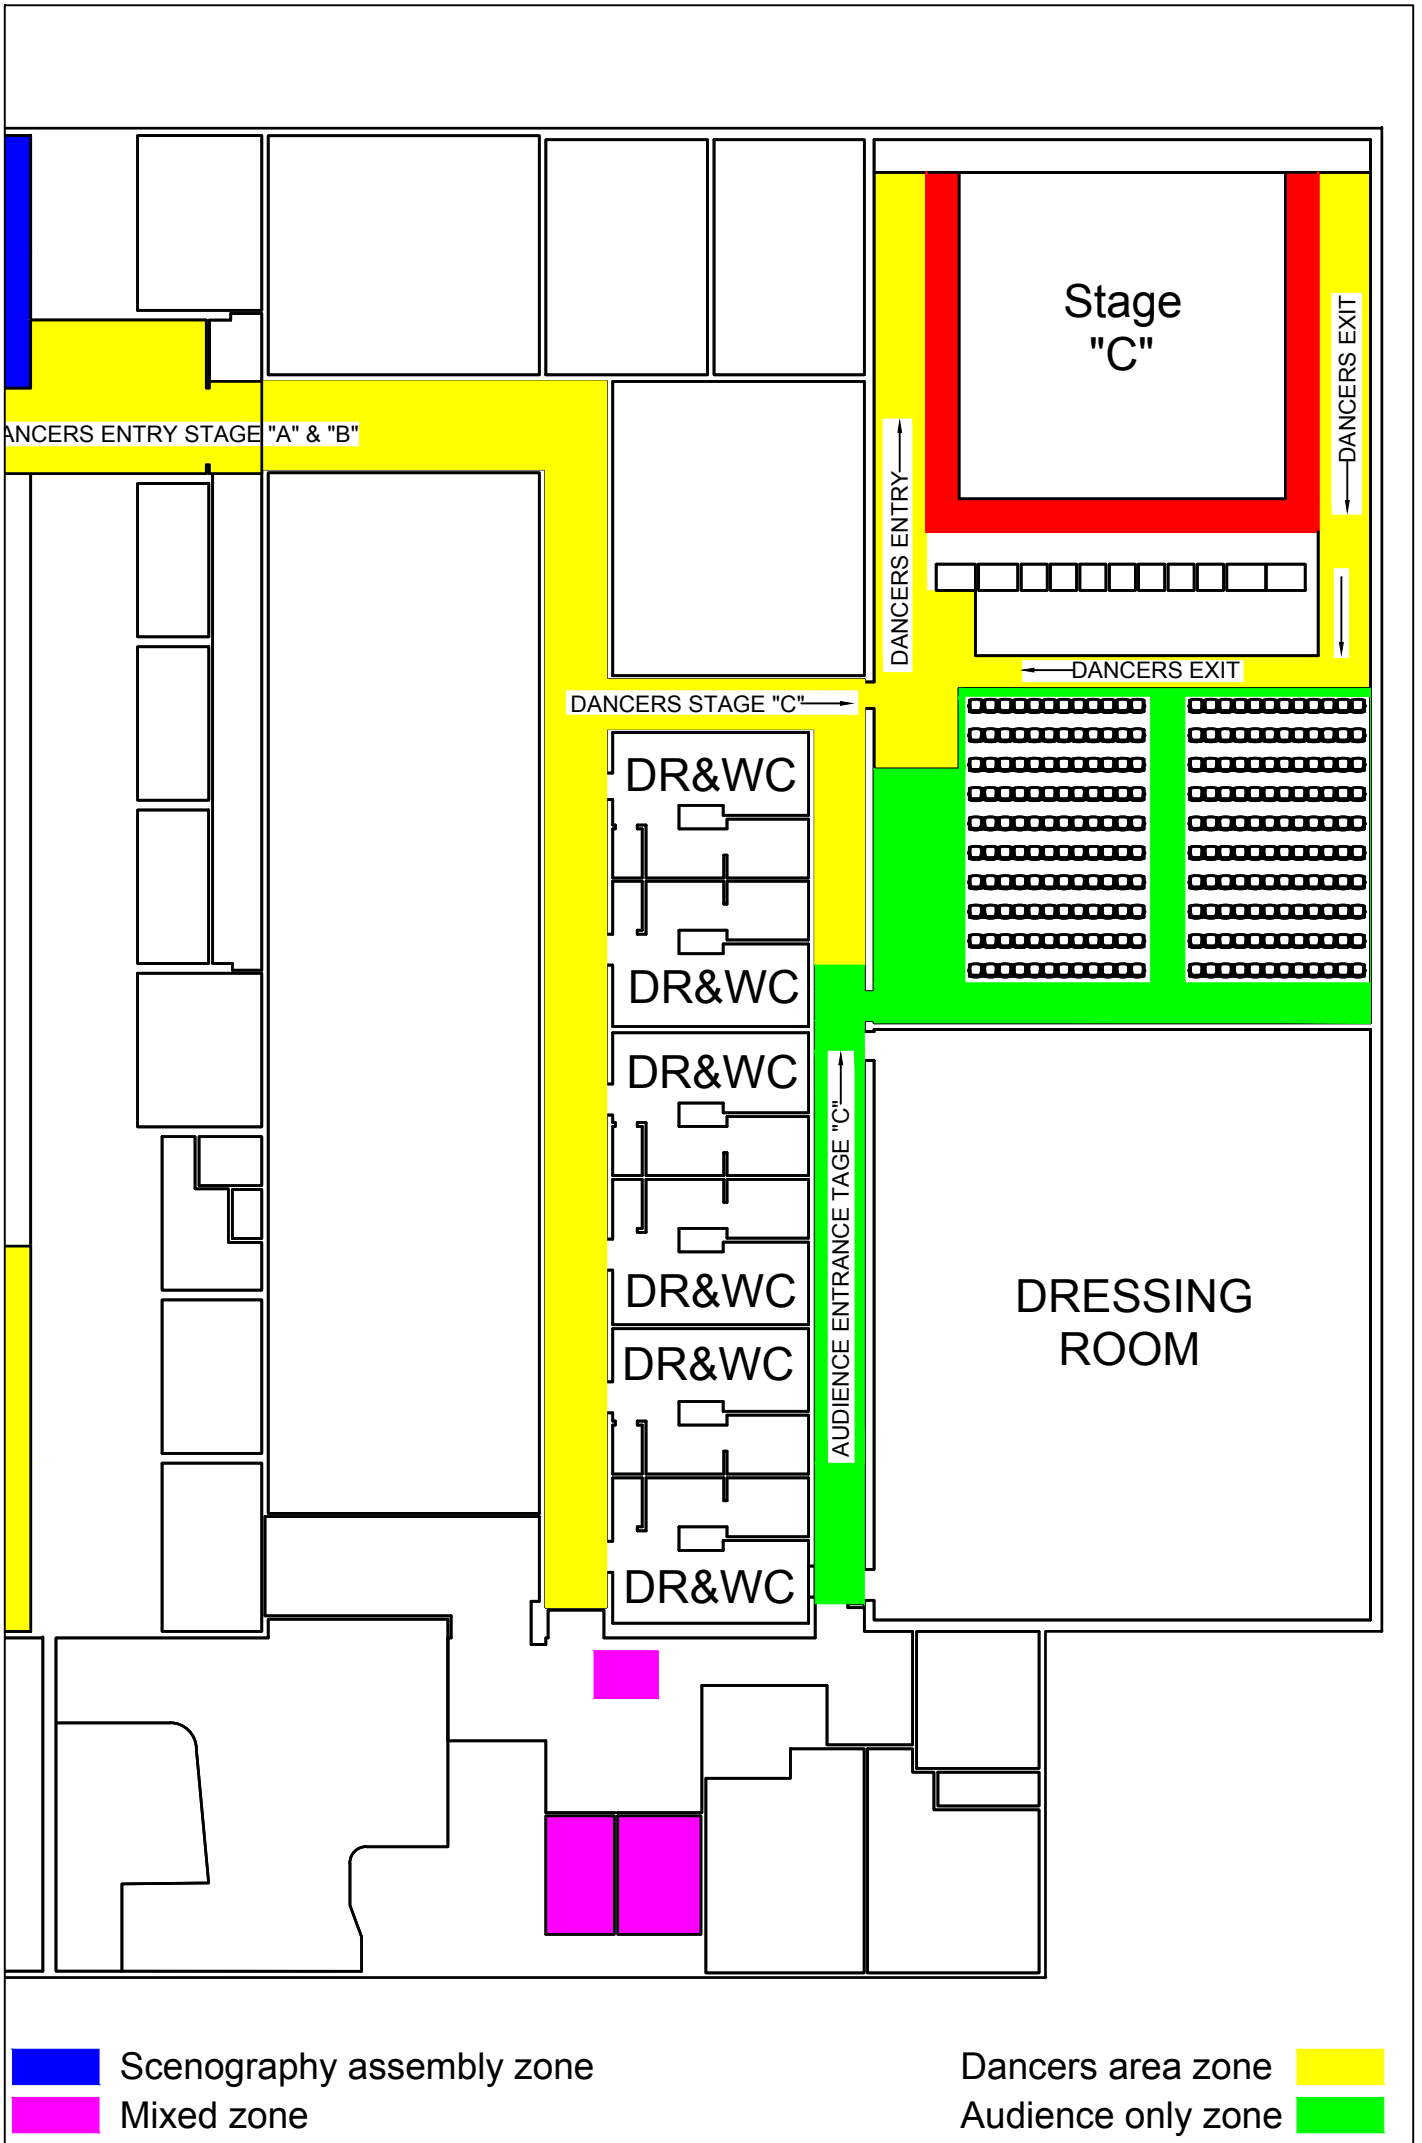 Stage
"C"
DANCERS EXIT
ANCERS ENTRY STAGE "A" & "B"
DANCERS ENTRY
DANCERS EXIT
DANCERS STAGE "C"
DR&WC
DR&WC
DR&WC
AUDIENCE ENTRANCE TAGE "C"
DR&WC
DRESSING
ROOM
DR&WC
DR&WC
Scenography assembly zone
Dancers area zone
Mixed zone
Audience only zone